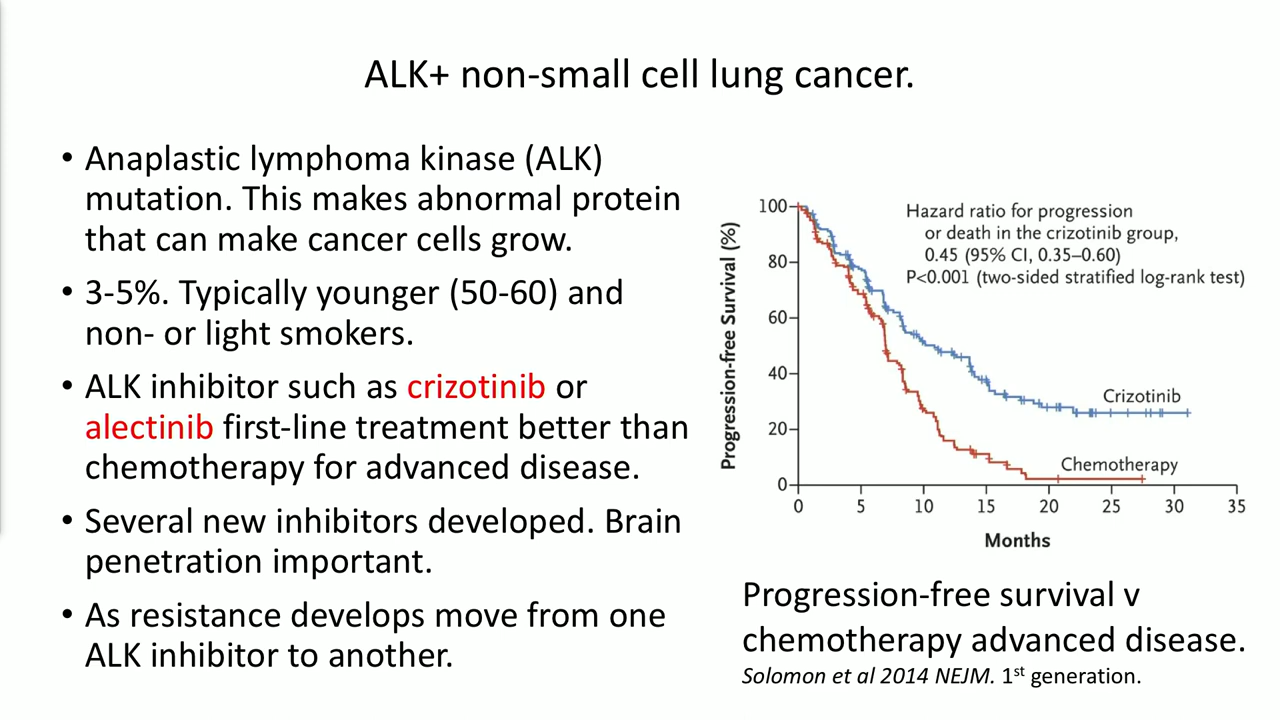 ALK+ non-small cell lung cancer.
• Anaplastic lymphoma kinase (ALK)
mutation. This makes abnormal protein
that can make cancer cells grow.
• 3-5%. Typically younger (50-60) and
non- or light smokers.
• ALK inhibitor such as crizotinib or
alectinib first-line treatment better than
chemotherapy for advanced disease.
• Several new inhibitors developed. Brain
penetration important.
• As resistance develops move from one
ALK inhibitor to another.
Progression-free Survival (%)
100
80
60
40
20
0
Hazard ratio for progression
or death in the crizotinib group,
0.45 (95% CI, 0.35–0.60)
P<0.001 (two-sided stratified log-rank test)
Crizotinib
Chemotherapy
0 5 10 15 20 25 30 35
Months
Progression-free survival v
chemotherapy advanced disease.
Solomon et al 2014 NEJM. 1st generation.